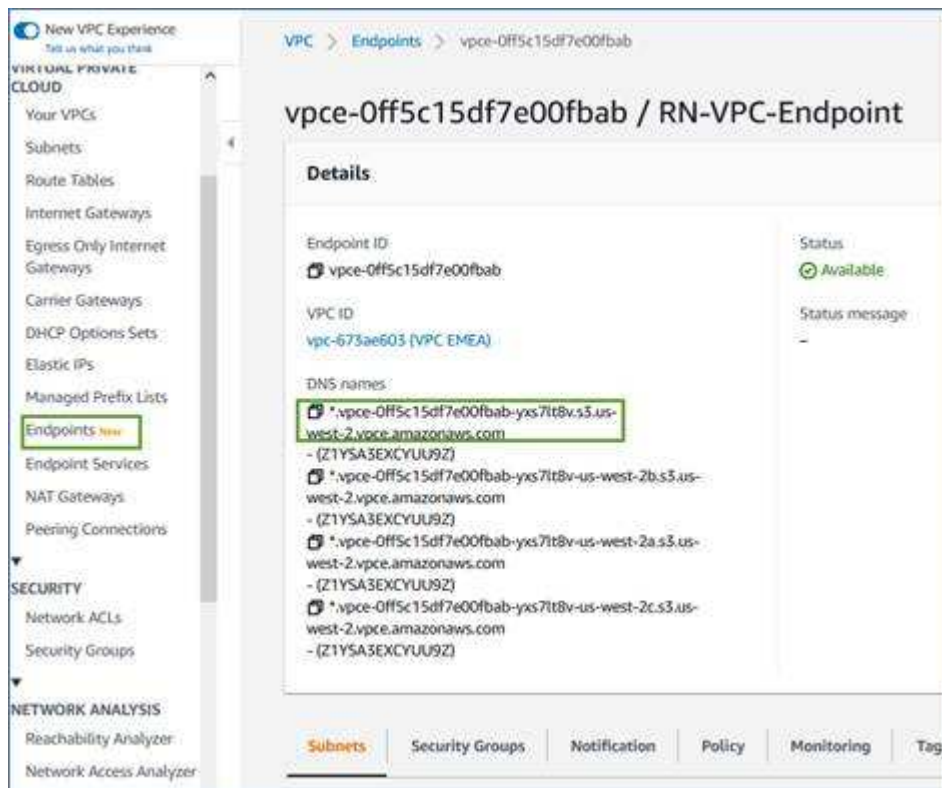 New VPC Experience
Tell us what you think
VIRTUAL PRIVATE
CLOUD
Your VPCs
Subnets
Route Tables
Internet Gateways
Egress Only Internet
Gateways
Carrier Gateways
DHCP Options Sets
Elastic IPs
Managed Prefix Lists
Endpoints New
Endpoint Services
NAT Gateways
Peering Connections
SECURITY
Network ACLs
Security Groups
NETWORK ANALYSIS
Reachability Analyzer
Network Access Analyzer
VPC > Endpoints > vpce-0ff5c15df7e00fbab
vpce-0ff5c15df7e00fbab / RN-VPC-Endpoint
Details
Endpoint ID
vpce-0ff5c15df7e00fbab
VPC ID
vpc-673ae603 (VPC EMEA)
DNS names
*.vpce-0ff5c15df7e00fbab-yxs7lt8v.s3.us-
west-2.vpce.amazonaws.com
- (Z1YSA3EXCYUU9Z)
*.vpce-0ff5c15df7e00fbab-yxs7lt8v-us-west-2b.s3.us-
west-2.vpce.amazonaws.com
- (Z1YSA3EXCYUU9Z)
*.vpce-0ff5c15df7e00fbab-yxs7lt8v-us-west-2a.s3.us-
west-2.vpce.amazonaws.com
- (Z1YSA3EXCYUU9Z)
*.vpce-0ff5c15df7e00fbab-yxs7lt8v-us-west-2c.s3.us-
west-2.vpce.amazonaws.com
- (Z1YSA3EXCYUU9Z)
Status
Available
Status message
-
Subnets Security Groups Notification Policy Monitoring Tag